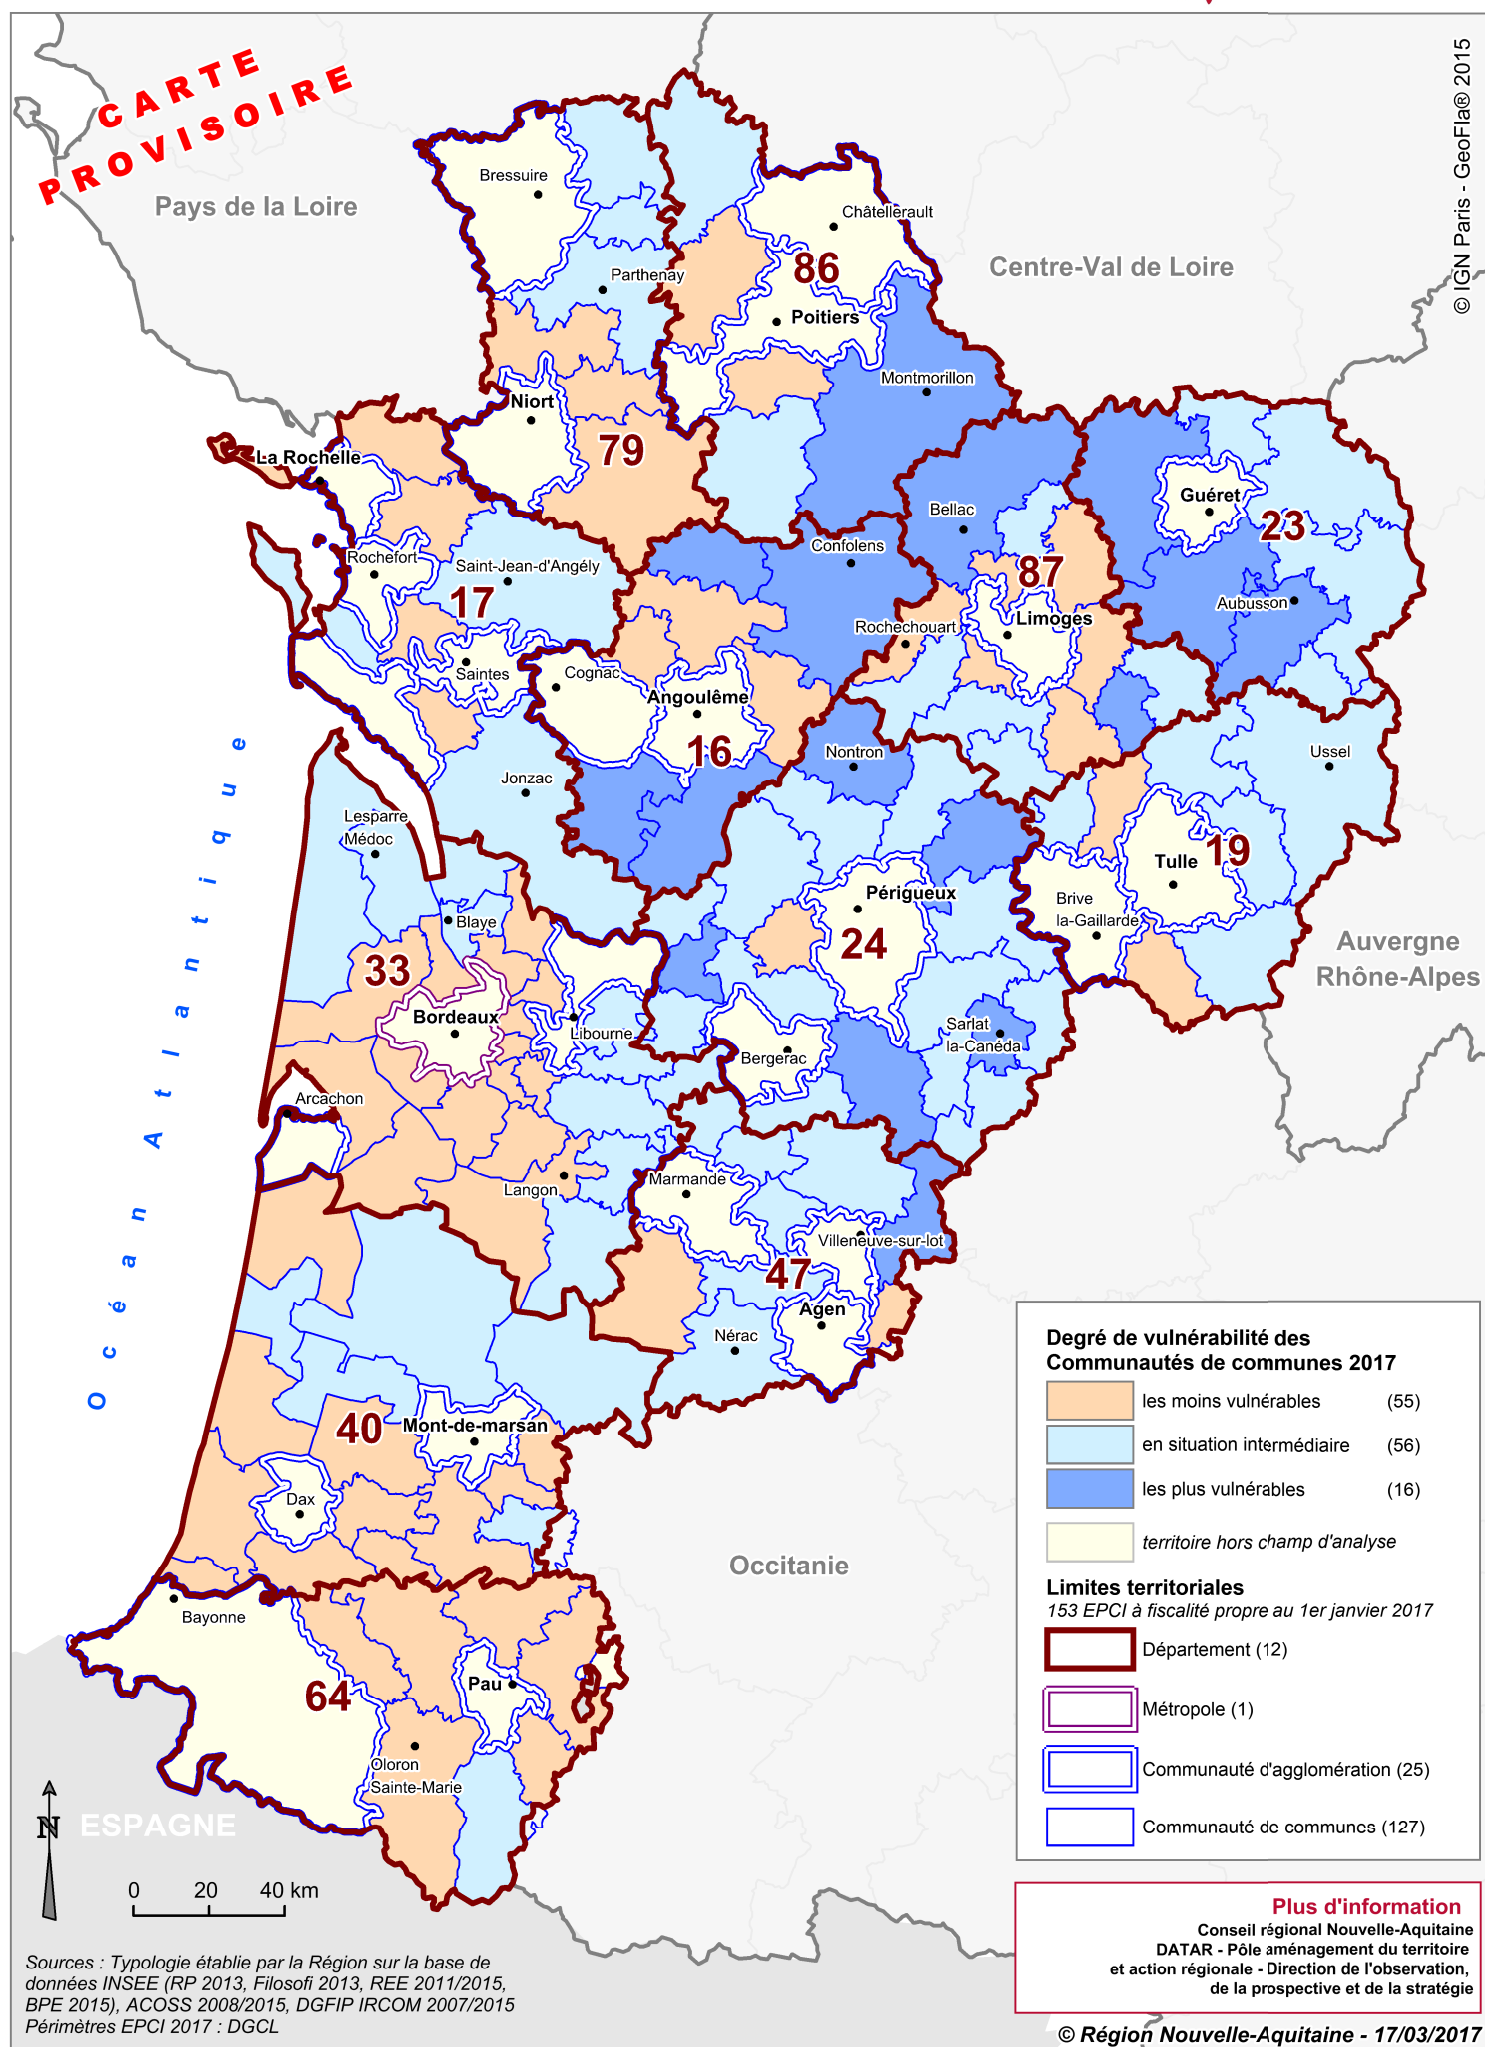 CARTE
PROVISOIRE
© IGN Paris - GeoFla® 2015
Pays de la Loire
Centre-Val de Loire
Auvergne
Rhône-Alpes
Occitanie
ESPAGNE
Océan Atlantique
Bressuire
Châtellerault
86
Parthenay
Poitiers
Montmorillon
Niort
79
La Rochelle
Guéret
Bellac
23
Confolens
Rochefort
Saint-Jean-d'Angély
87
17
Aubusson
Limoges
Rochechouart
Saintes
Cognac
Angoulême
16
Nontron
Ussel
Jonzac
Lesparre
Médoc
Tulle
19
Périgueux
Brive
la-Gaillarde
Blaye
24
33
Bordeaux
Libourne
Sarlat
la-Canéda
Bergerac
Arcachon
Langon
Marmande
Villeneuve-sur-lot
47
Agen
Nérac
40
Mont-de-marsan
Dax
Bayonne
64
Pau
Oloron
Sainte-Marie
Degré de vulnérabilité des
Communautés de communes 2017
les moins vulnérables (55)
en situation intermédiaire (56)
les plus vulnérables (16)
territoire hors champ d'analyse
Limites territoriales
153 EPCI à fiscalité propre au 1er janvier 2017
Département (12)
Métropole (1)
Communauté d'agglomération (25)
Communauté de communes (127)
N
0 20 40 km
Plus d'information
Conseil régional Nouvelle-Aquitaine
DATAR - Pôle aménagement du territoire
et action régionale - Direction de l'observation,
de la prospective et de la stratégie
Sources : Typologie établie par la Région sur la base de
données INSEE (RP 2013, Filosofi 2013, REE 2011/2015,
BPE 2015), ACOSS 2008/2015, DGFIP IRCOM 2007/2015
Périmètres EPCI 2017 : DGCL
© Région Nouvelle-Aquitaine - 17/03/2017